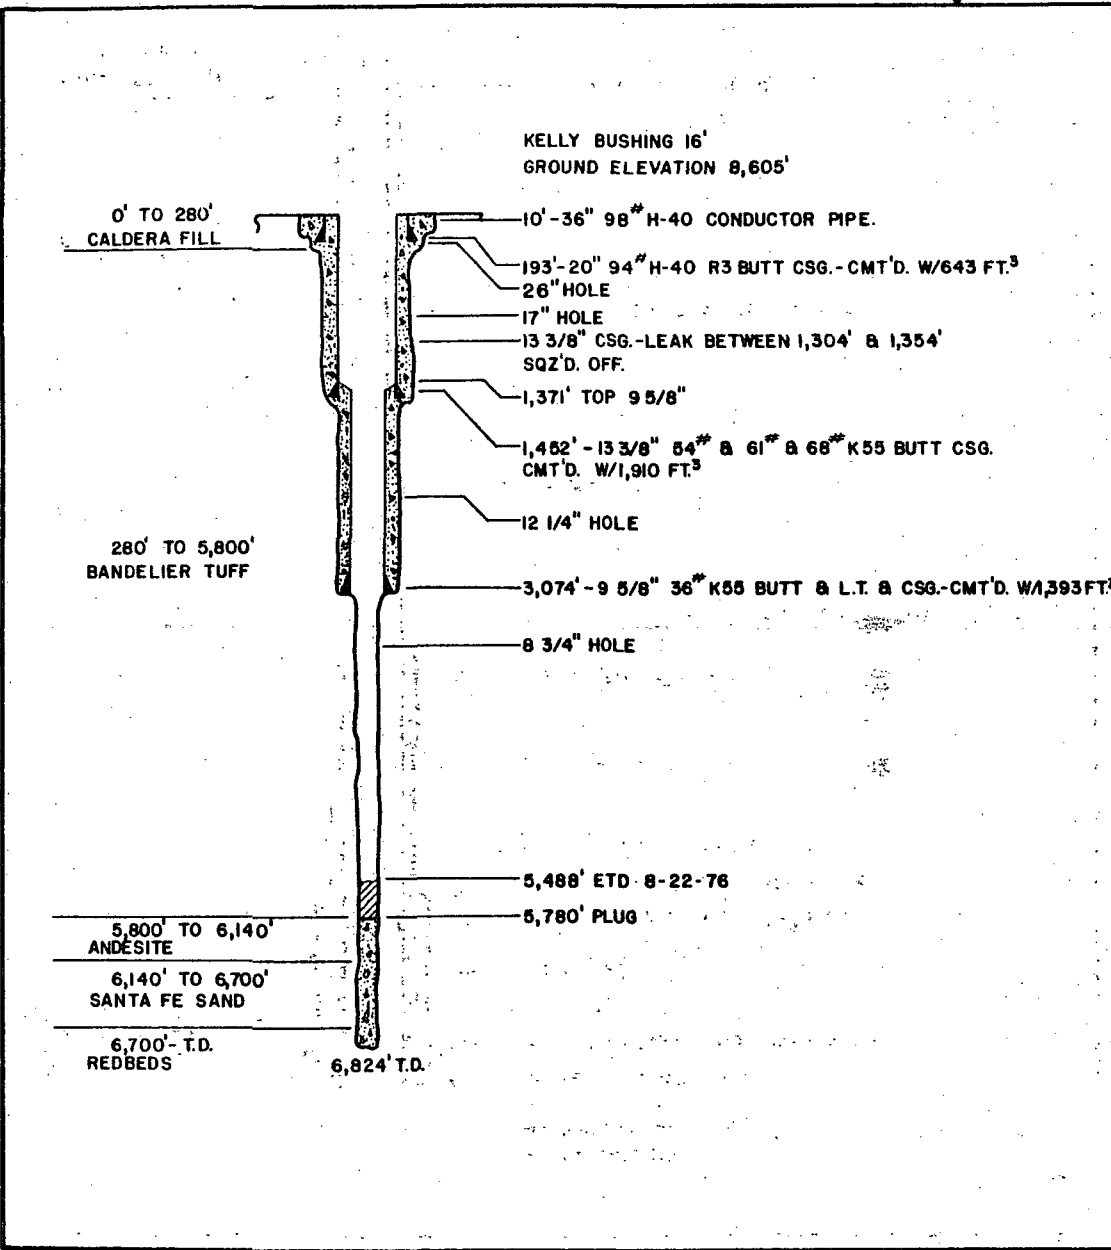 KELLY BUSHING 16'
GROUND ELEVATION 8,605'
0' TO 280'
CALDERA FILL
10'-36" 98# H-40 CONDUCTOR PIPE.
193'-20" 94# H-40 R3 BUTT CSG.-CMT'D. W/643 FT.³
26" HOLE
17" HOLE
13 3/8" CSG.-LEAK BETWEEN 1,304' & 1,354'
SQZ'D. OFF.
1,371' TOP 9 5/8"
1,462'-13 3/8" 54# & 61# & 68# K55 BUTT CSG.
CMT'D. W/1,910 FT.³
12 1/4" HOLE
280' TO 5,800'
BANDELIER TUFF
3,074'-9 5/8" 36# K55 BUTT & L.T. & CSG.-CMT'D. W/1,393 FT.³
8 3/4" HOLE
5,488' ETD 8-22-76
5,780' PLUG
5,800' TO 6,140'
ANDESITE
6,140' TO 6,700'
SANTA FE SAND
6,700'-T.D.
REDBEDS
6,824' T.D.